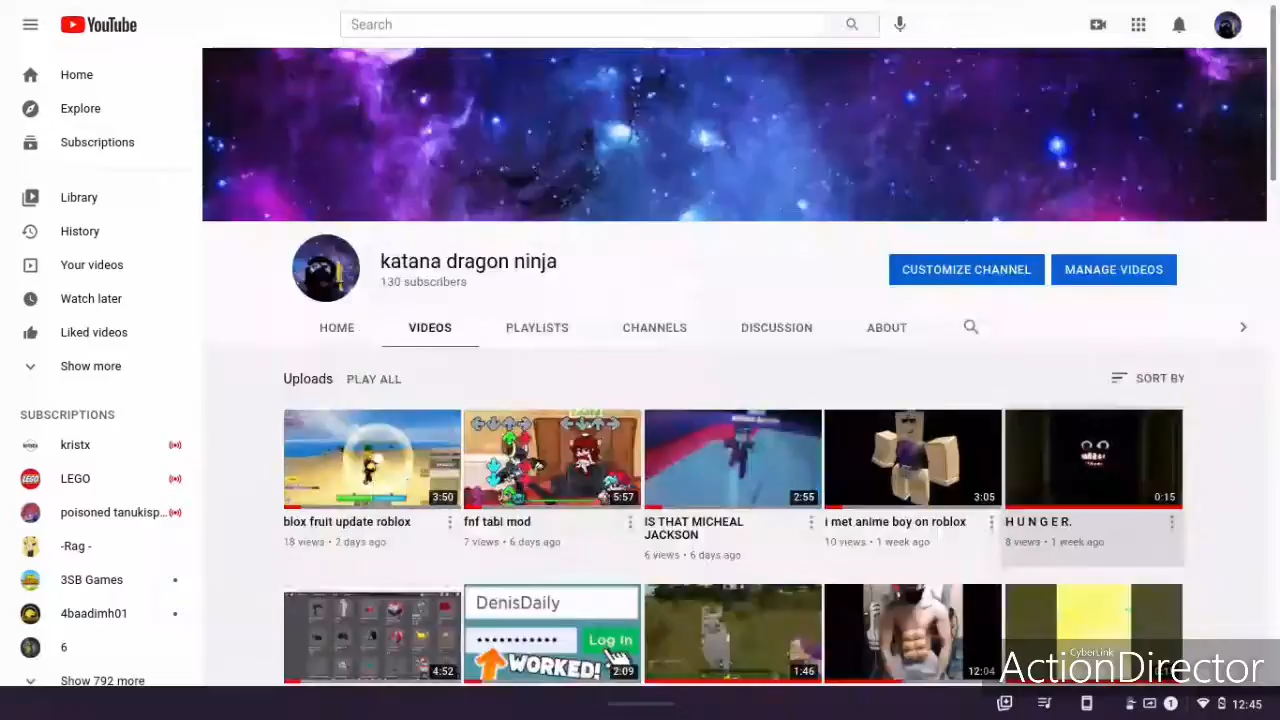 YouTube
Search
Home
Explore
Subscriptions
Library
History
Your videos
Watch later
Liked videos
Show more
SUBSCRIPTIONS
kristx
LEGO
poisoned tanukisp...
-Rag -
3SB Games
4baadimh01
6
Show 792 more
katana dragon ninja
130 subscribers
CUSTOMIZE CHANNEL
MANAGE VIDEOS
HOME VIDEOS PLAYLISTS CHANNELS DISCUSSION ABOUT
Uploads PLAY ALL
SORT BY
3:50
blox fruit update roblox
18 views • 2 days ago
5:57
fnf tabi mod
7 views • 6 days ago
2:55
IS THAT MICHEAL
JACKSON
6 views • 6 days ago
3:05
i met anime boy on roblox
10 views • 1 week ago
0:15
H U N G E R.
8 views • 1 week ago
4:52
DenisDaily
Log In
WORKED!
2:09
1:46
12:04
CyberLink
ActionDirector
1
12:45